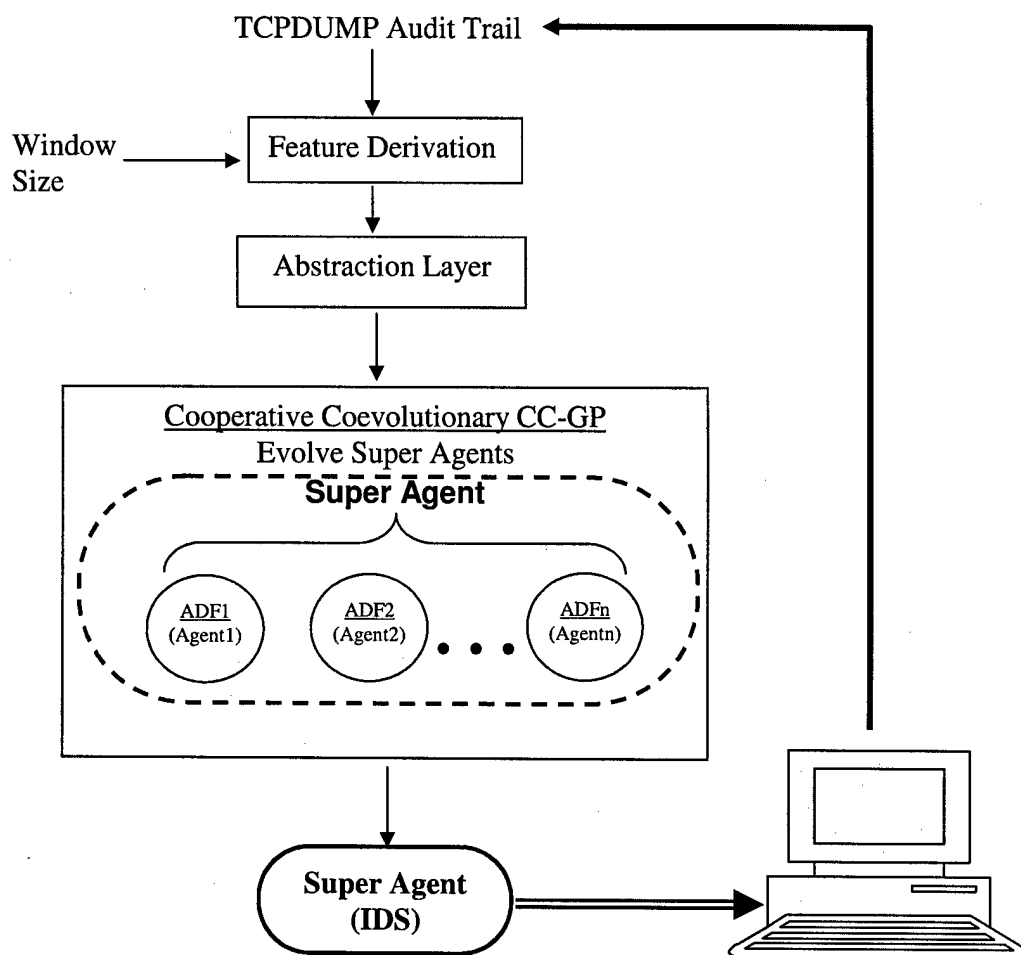 TCPDUMP Audit Trail
Window
Size
Feature Derivation
Abstraction Layer
Cooperative Coevolutionary CC-GP
Evolve Super Agents
Super Agent
ADF1
(Agent1)
ADF2
(Agent2)
ADFn
(Agentn)
Super Agent
(IDS)